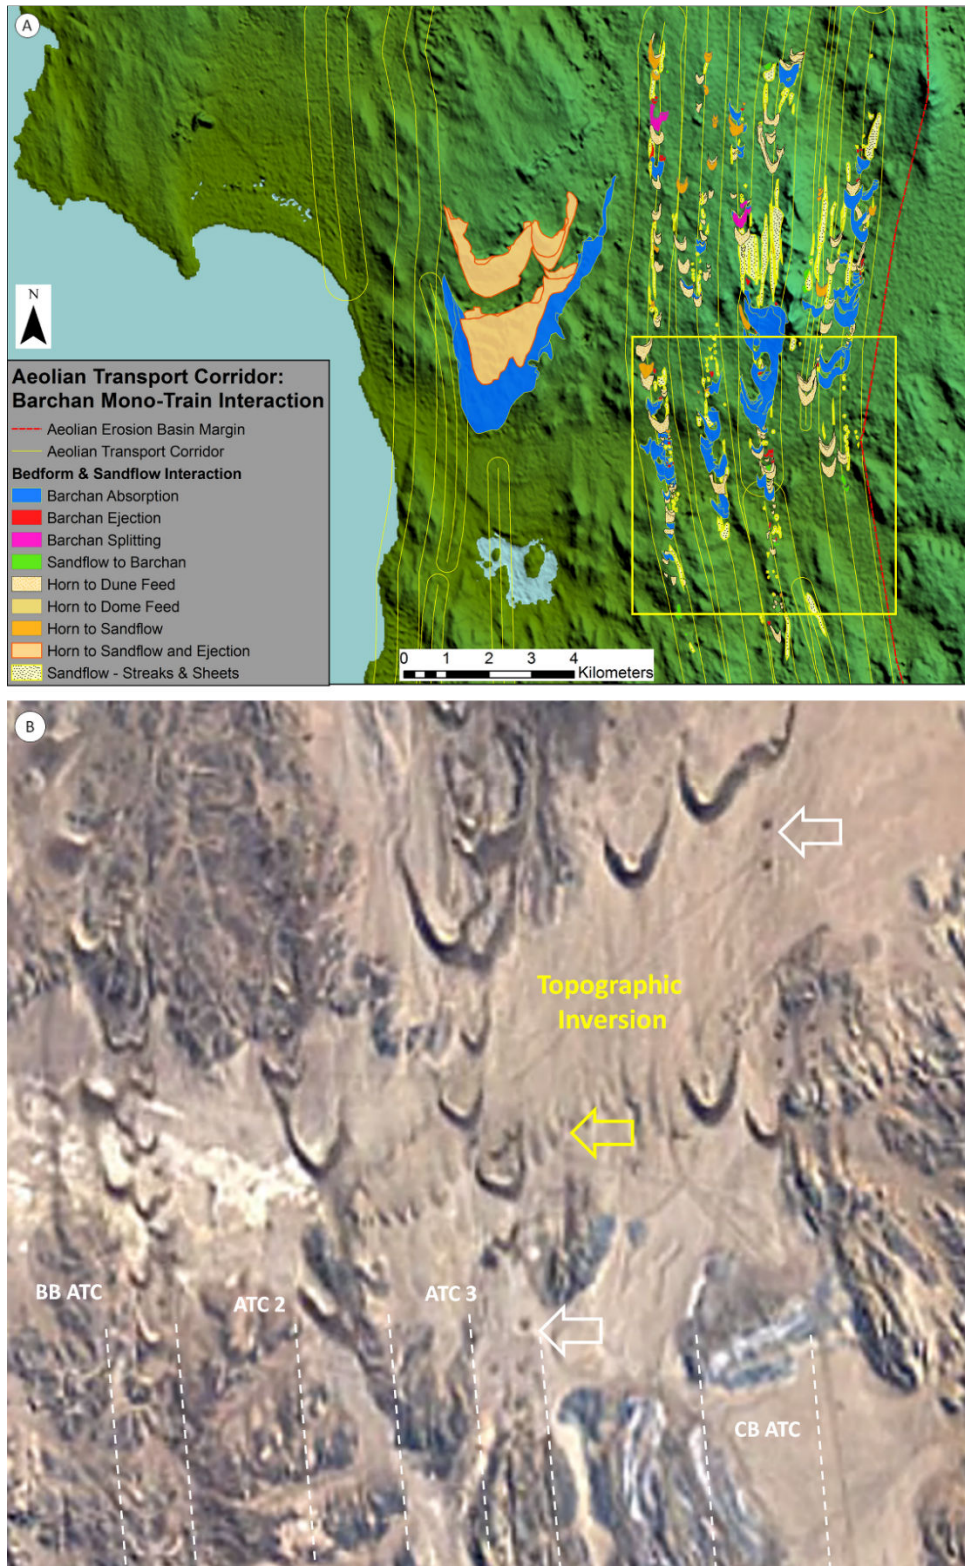 A
N
Aeolian Transport Corridor:
Barchan Mono-Train Interaction
Aeolian Erosion Basin Margin
Aeolian Transport Corridor
Bedform & Sandflow Interaction
Barchan Absorption
Barchan Ejection
Barchan Splitting
Sandflow to Barchan
Horn to Dune Feed
Horn to Dome Feed
Horn to Sandflow
Horn to Sandflow and Ejection
Sandflow - Streaks & Sheets
0 1 2 3 4
Kilometers
B
Topographic
Inversion
BB ATC
ATC 2
ATC 3
CB ATC